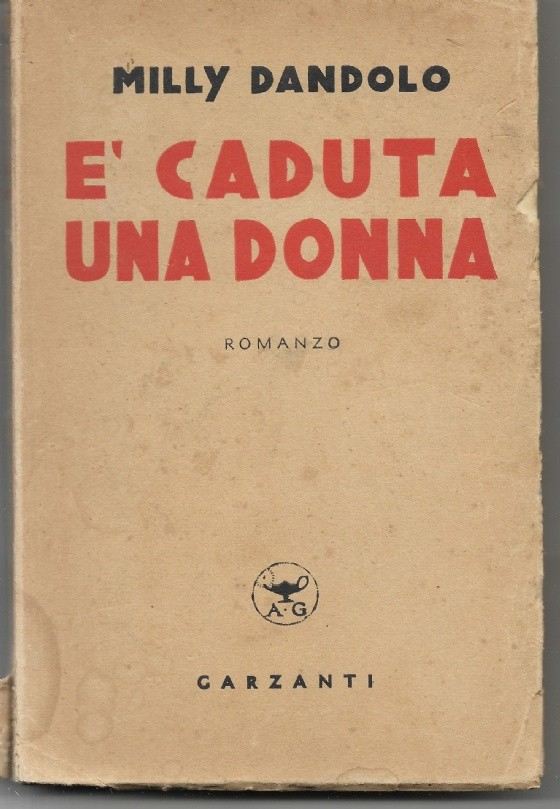 MILLY DANDOLO
E' CADUTA
UNA DONNA
ROMANZO
A·G
GARZANTI